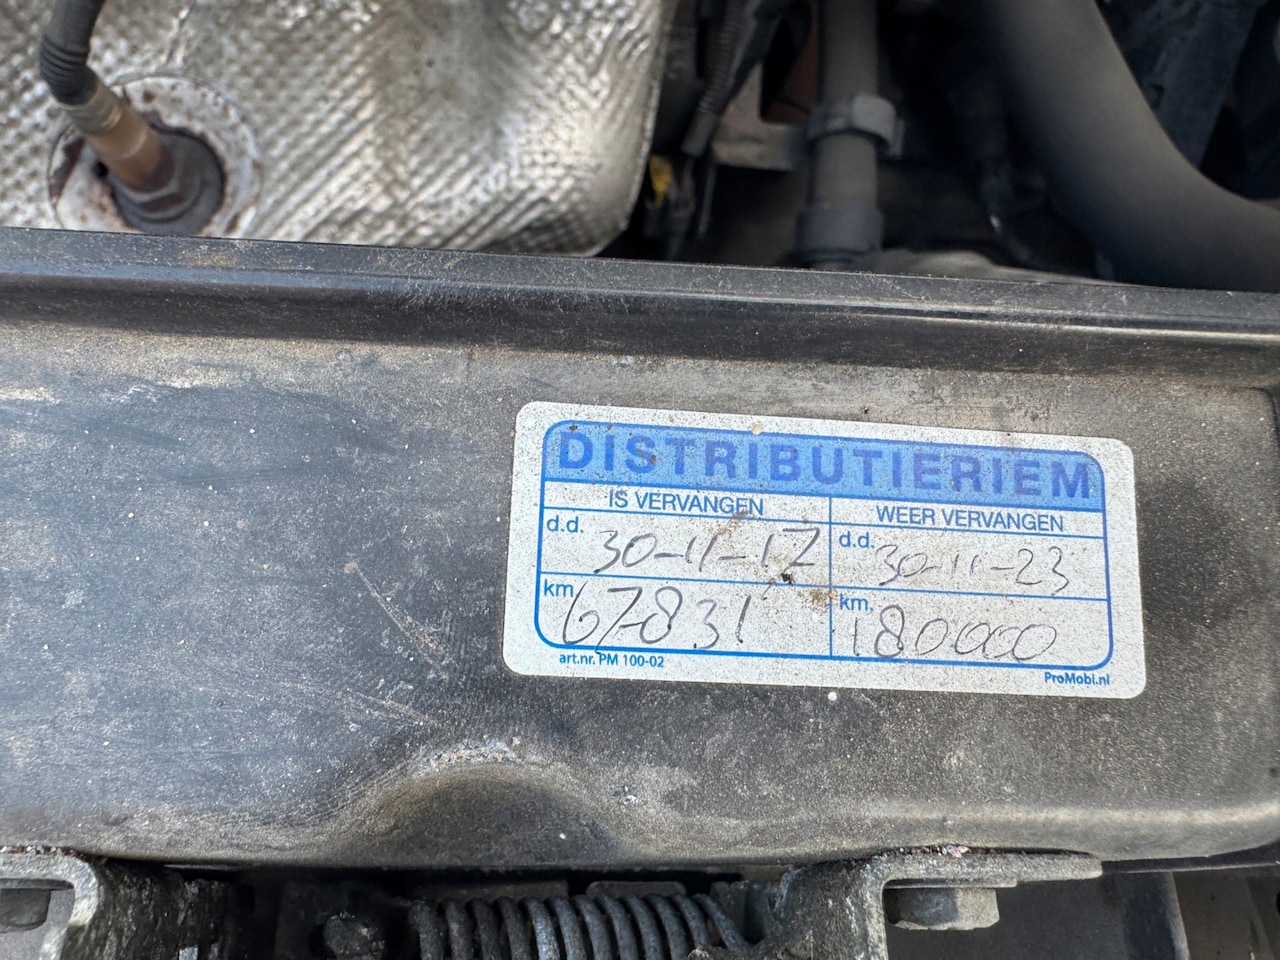 DISTRIBUTIERIEM
IS VERVANGEN
WEER VERVANGEN
d.d. 30-11-17
d.d. 30-11-23
km. 67831
km. 180000
art.nr. PM 100-02
ProMobi.nl